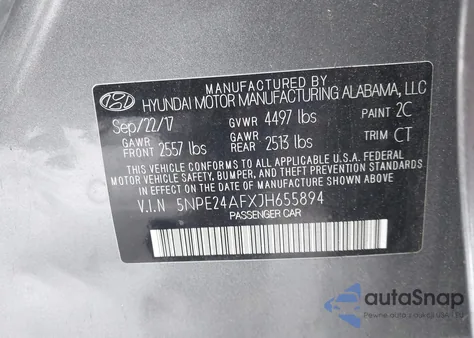 MANUFACTURED BY
HYUNDAI MOTOR MANUFACTURING ALABAMA, LLC
Sep/22/17 GVWR 4497 lbs PAINT 2C
GAWR FRONT 2557 lbs GAWR REAR 2513 lbs TRIM CT
THIS VEHICLE CONFORMS TO ALL APPLICABLE U.S. FEDERAL
MOTOR VEHICLE SAFETY, BUMPER, AND THEFT PREVENTION STANDARDS
IN EFFECT ON THE DATE OF MANUFACTURE SHOWN ABOVE.
V.I.N 5NPE24AFXJH655894
PASSENGER CAR
autoSnap